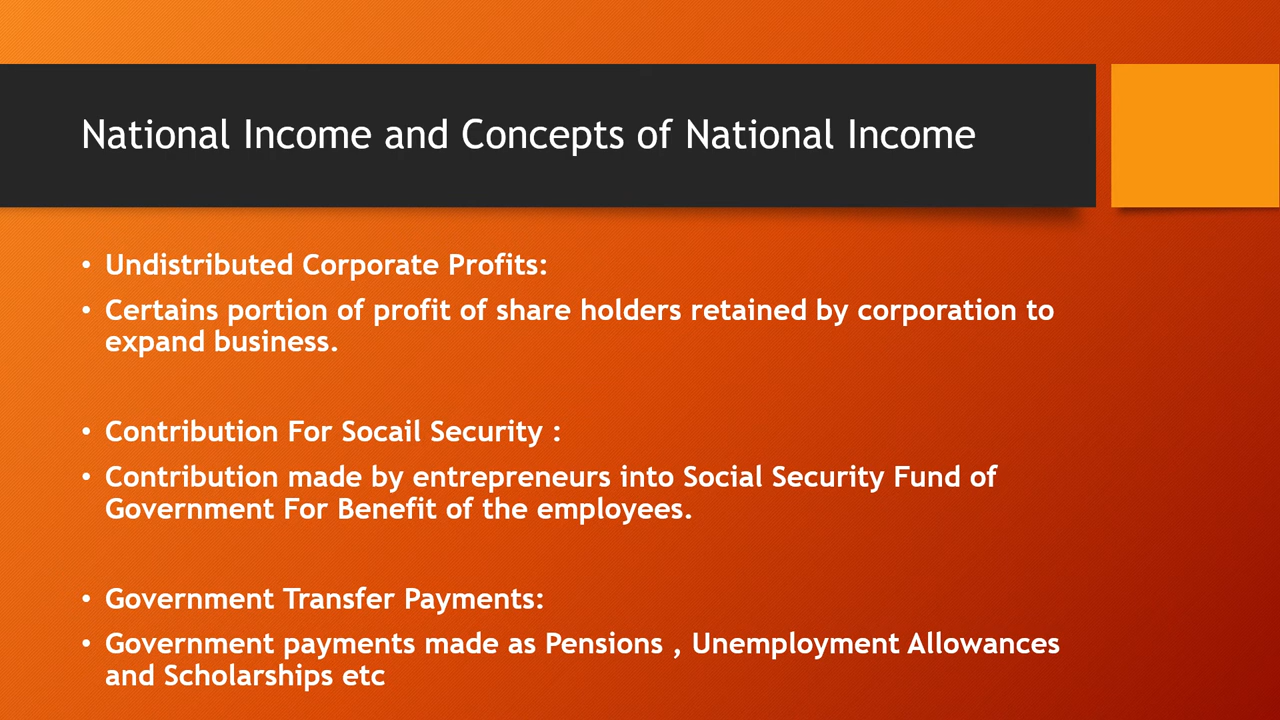 National Income and Concepts of National Income
• Undistributed Corporate Profits:
• Certains portion of profit of share holders retained by corporation to
expand business.
• Contribution For Socail Security :
• Contribution made by entrepreneurs into Social Security Fund of
Government For Benefit of the employees.
• Government Transfer Payments:
• Government payments made as Pensions , Unemployment Allowances
and Scholarships etc